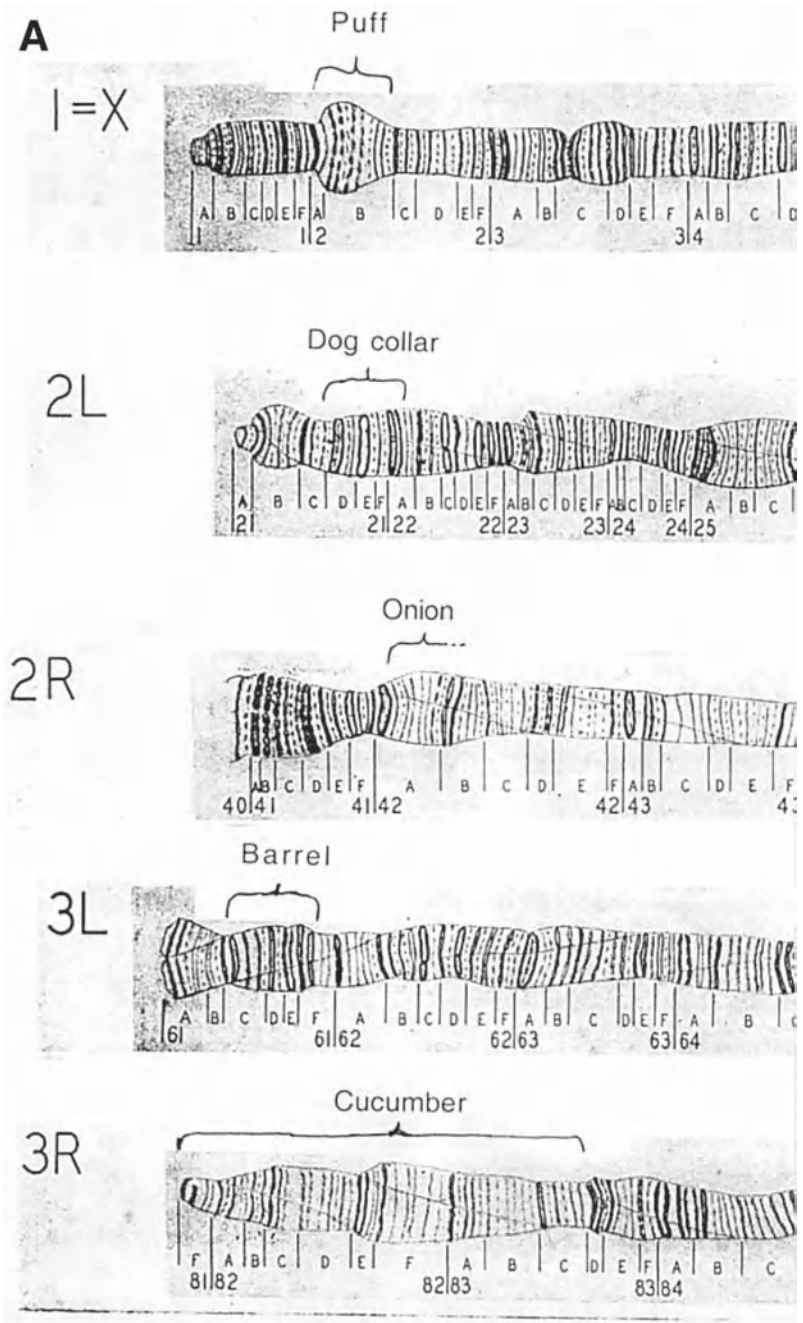 A
Puff
1=X
A B C D E F A B C D E F A B C D E F A B C D
1 1 2 2 3 3 4
Dog collar
2L
A B C D E F A B C D E F A B C D E F A B C D E F A B C
21 21 22 22 23 23 24 24 25
Onion
2R
A B C D E F A B C D E F A B C D E F
40 41 41 42 42 43 43
Barrel
3L
A B C D E F A B C D E F A B C D E F A B C
61 61 62 62 63 63 64
Cucumber
3R
F A B C D E F A B C D E F A B C
81 82 82 83 83 84